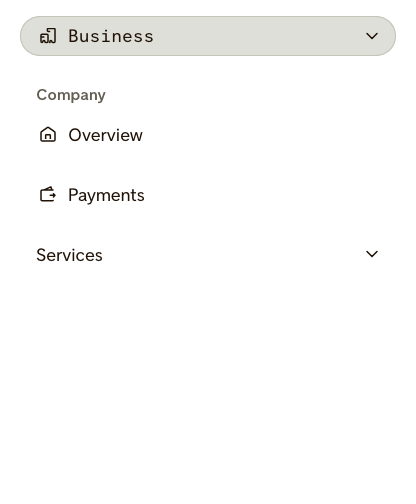 Business
Company
Overview
Payments
Services